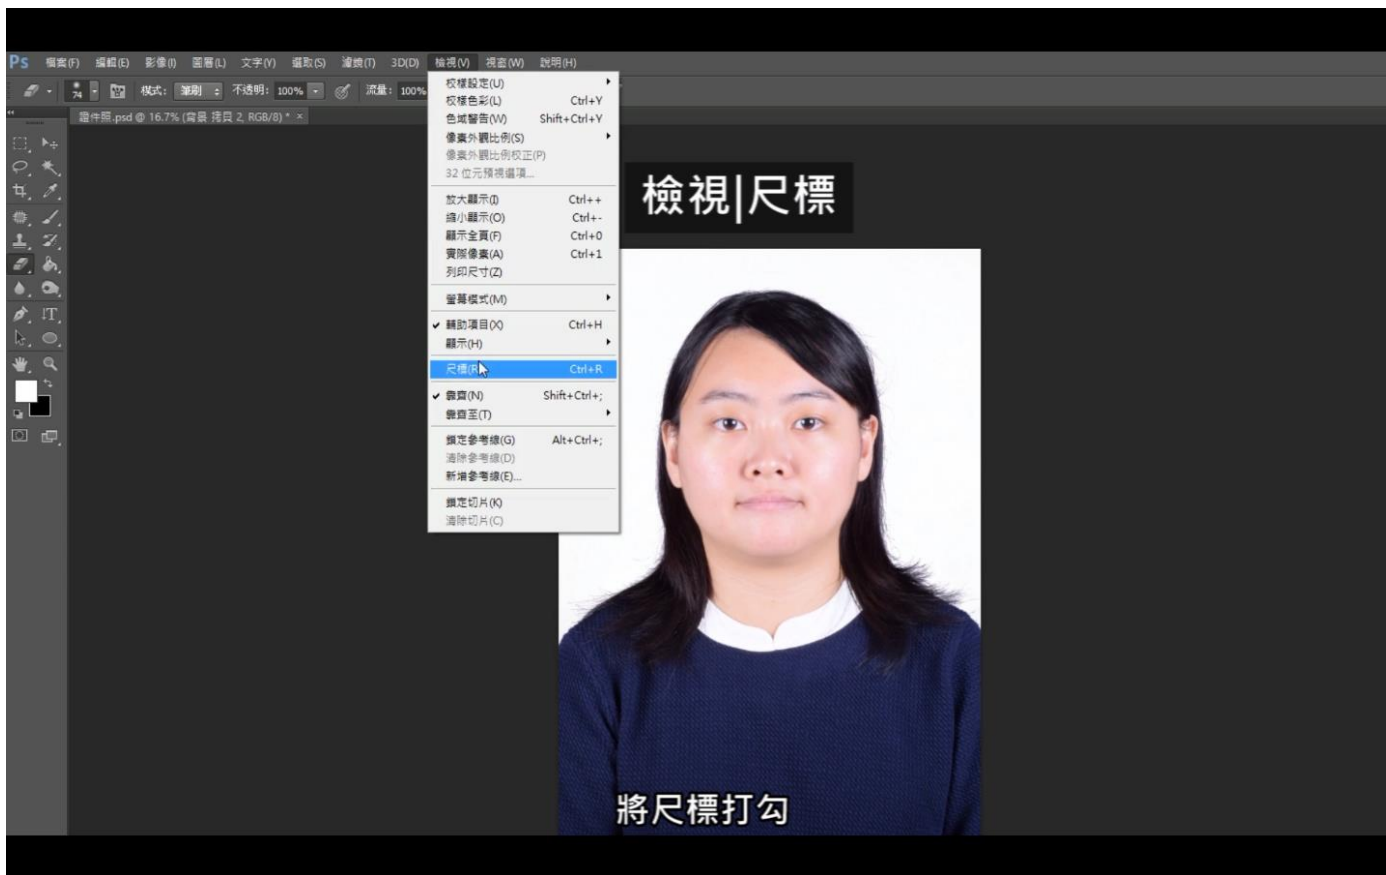 Ps 檔案(F) 編輯(E) 影像(I) 圖層(L) 文字(Y) 選取(S) 濾鏡(T) 3D(D) 檢視(V) 視窗(W) 說明(H)
74 模式: 筆刷 不透明: 100% 流量: 100%
證件照.psd @ 16.7% (背景 拷貝 2, RGB/8) * ×
校樣設定(U)
校樣色彩(L) Ctrl+Y
色域警告(W) Shift+Ctrl+Y
像素外觀比例(S)
像素外觀比例校正(P)
32 位元預視選項...
放大顯示(I) Ctrl++
縮小顯示(O) Ctrl+-
顯示全頁(F) Ctrl+0
實際像素(A) Ctrl+1
列印尺寸(Z)
螢幕模式(M)
輔助項目(X) Ctrl+H
顯示(H)
尺標(R) Ctrl+R
靠齊(N) Shift+Ctrl+;
靠齊至(T)
鎖定參考線(G) Alt+Ctrl+;
清除參考線(D)
新增參考線(E)...
鎖定切片(K)
清除切片(C)
檢視|尺標
將尺標打勾